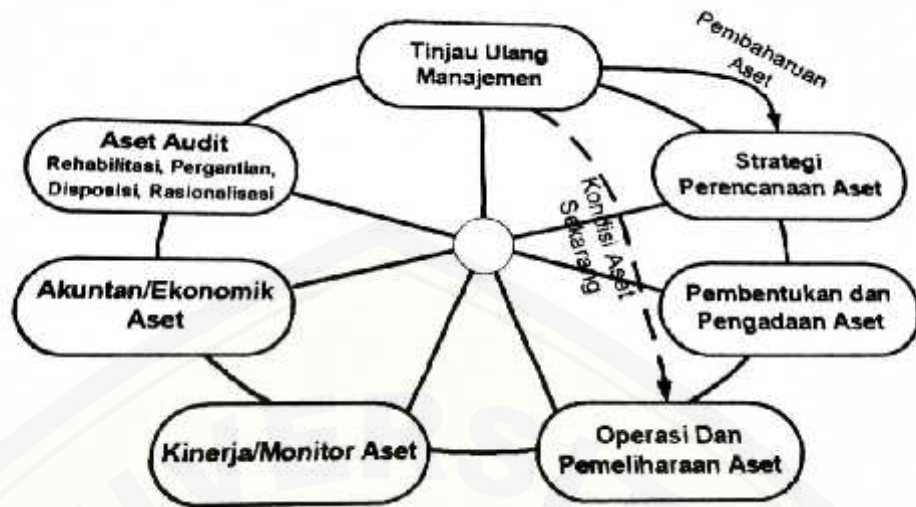 Tinjau Ulang
Manajemen
Pembaharuan
Aset
Aset Audit
Rehabilitasi, Pergantian,
Disposisi, Rasionalisasi
Strategi
Perencanaan Aset
Kondisi Aset
Sekarang
Akuntan/Ekonomik
Aset
Pembentukan dan
Pengadaan Aset
Kinerja/Monitor Aset
Operasi Dan
Pemeliharaan Aset